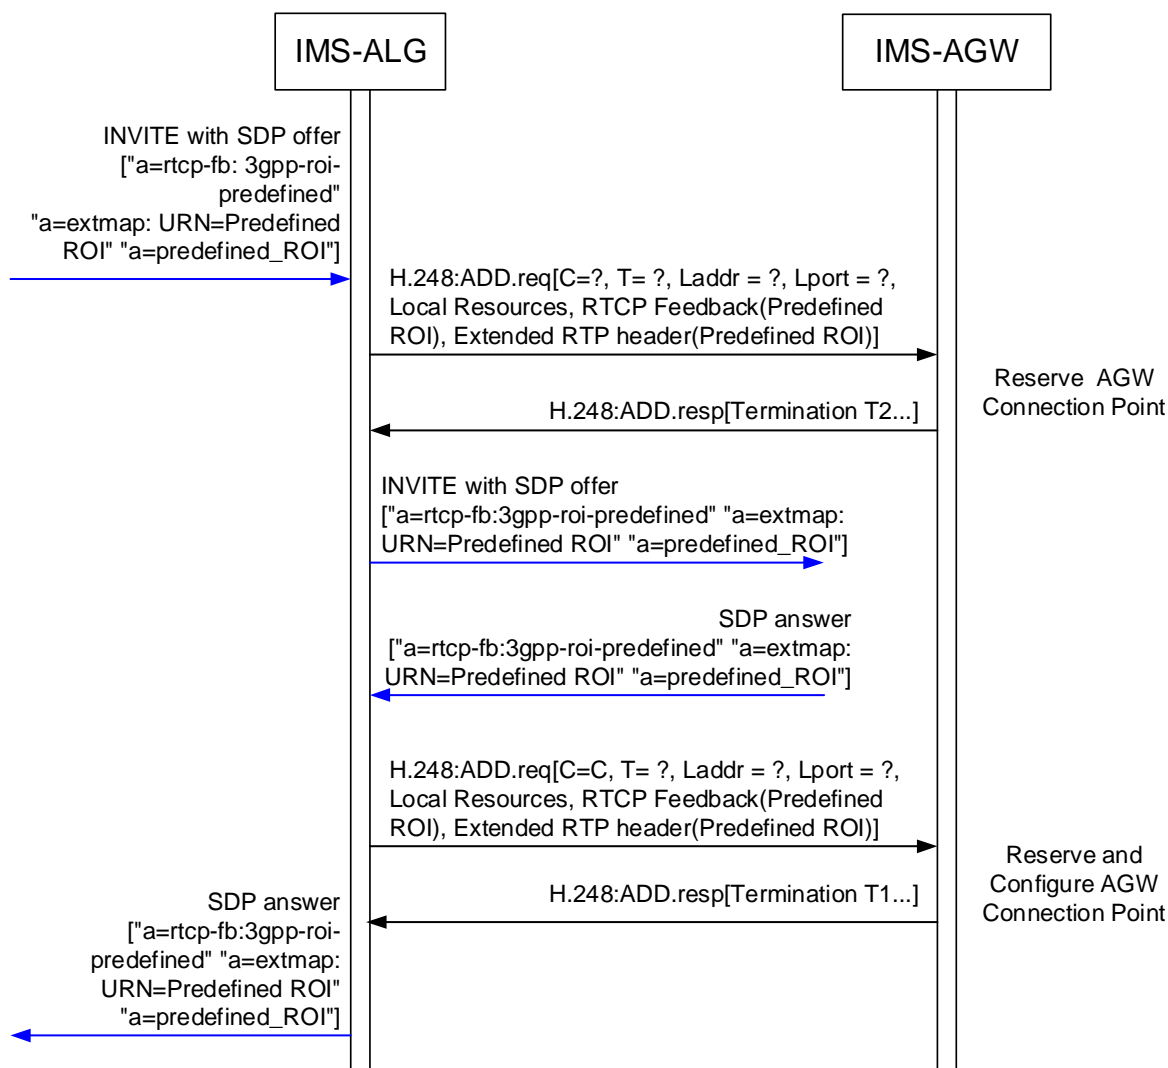 IMS-ALG
IMS-AGW
INVITE with SDP offer
["a=rtcp-fb: 3gpp-roi-
predefined"
"a=extmap: URN=Predefined
ROI" "a=predefined_ROI"]
H.248:ADD.req[C=?, T= ?, Laddr = ?, Lport = ?,
Local Resources, RTCP Feedback(Predefined
ROI), Extended RTP header(Predefined ROI)]
Reserve  AGW
Connection Point
H.248:ADD.resp[Termination T2...]
INVITE with SDP offer
["a=rtcp-fb:3gpp-roi-predefined" "a=extmap:
URN=Predefined ROI" "a=predefined_ROI"]
SDP answer
["a=rtcp-fb:3gpp-roi-predefined" "a=extmap:
URN=Predefined ROI" "a=predefined_ROI"]
H.248:ADD.req[C=C, T= ?, Laddr = ?, Lport = ?,
Local Resources, RTCP Feedback(Predefined
ROI), Extended RTP header(Predefined ROI)]
Reserve and
Configure AGW
Connection Point
H.248:ADD.resp[Termination T1...]
SDP answer
["a=rtcp-fb:3gpp-roi-
predefined" "a=extmap:
URN=Predefined ROI"
"a=predefined_ROI"]